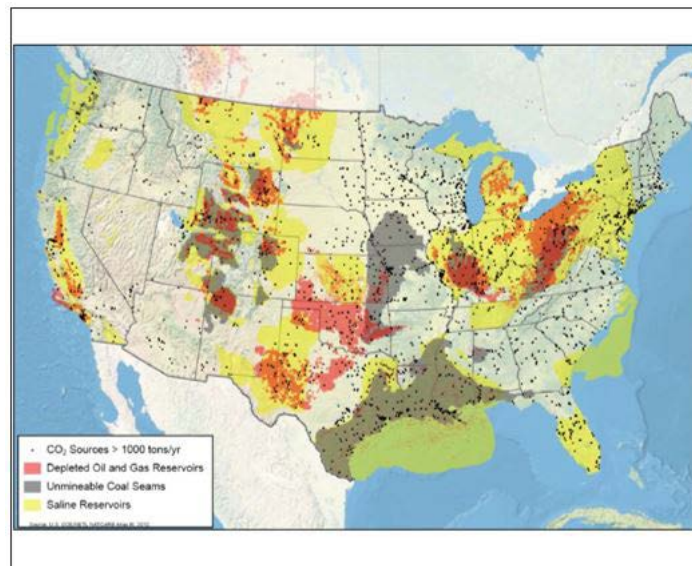 CO₂ Sources > 1000 tons/yr
Depleted Oil and Gas Reservoirs
Unmineable Coal Seams
Saline Reservoirs